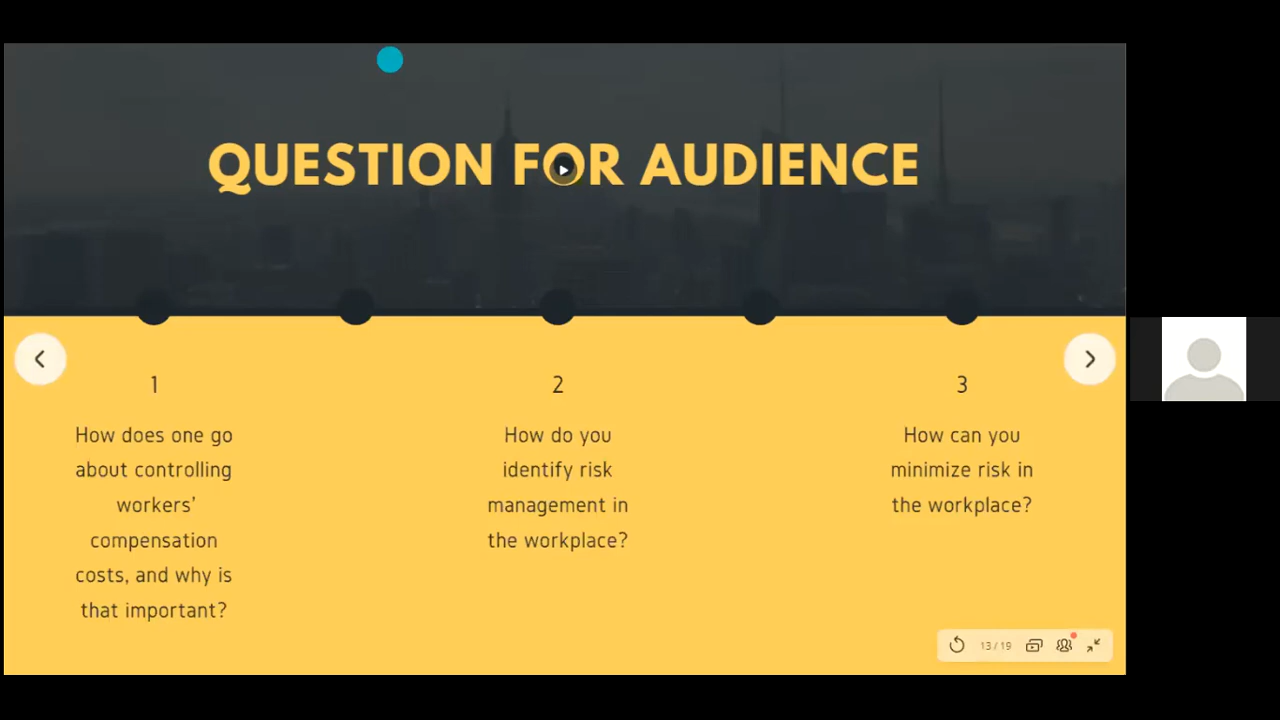 QUESTION FOR AUDIENCE
1
How does one go
about controlling
workers’
compensation
costs, and why is
that important?
2
How do you
identify risk
management in
the workplace?
3
How can you
minimize risk in
the workplace?
13 / 19